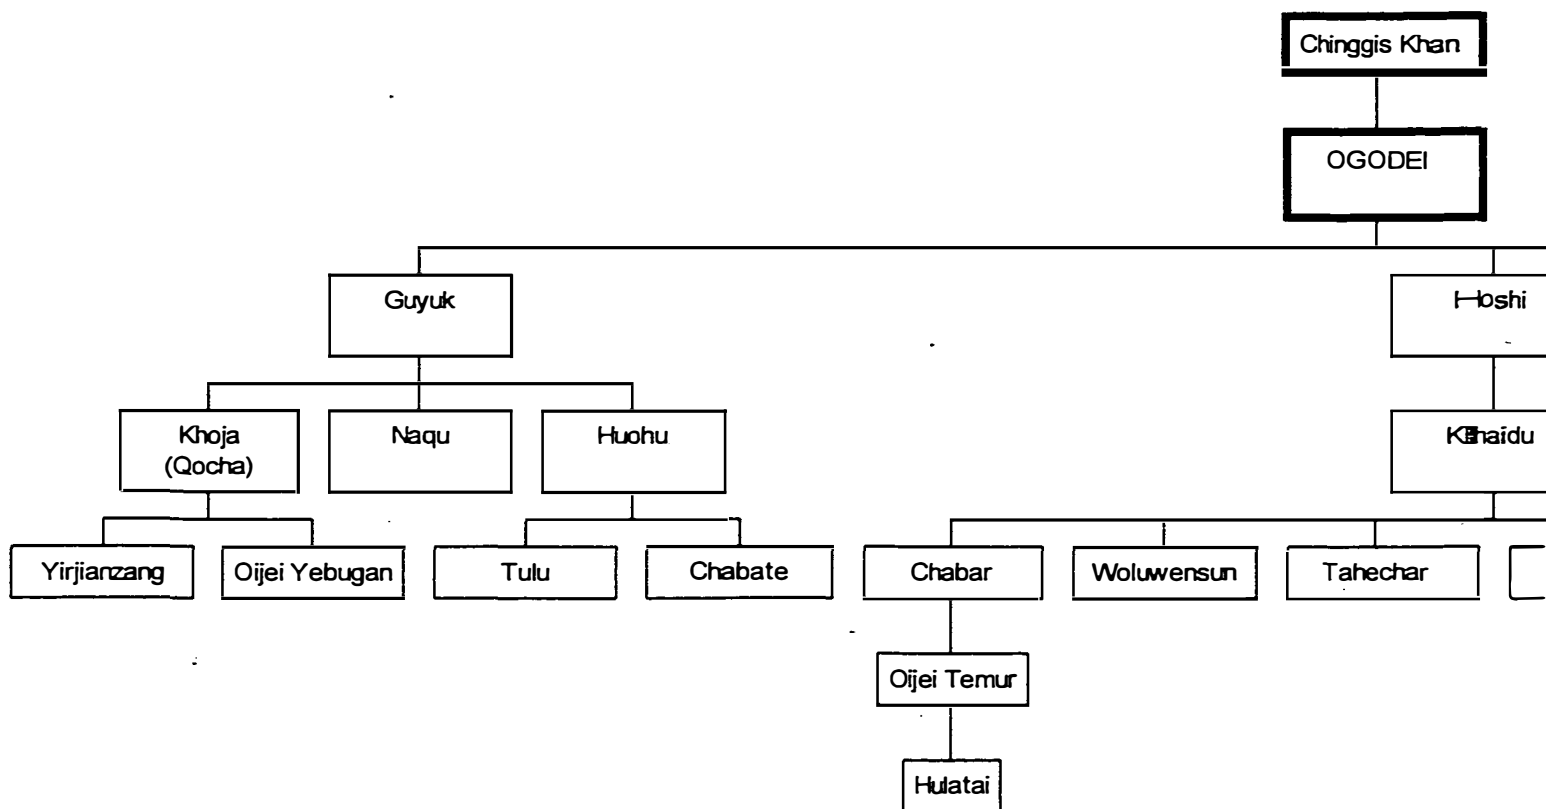 Chinggis Khan
OGODEI
Guyuk
Hoshi
Khoja
(Qocha)
Naqu
Huohu
Yirjianzang
Oijei Yebugan
Tulu
Chabate
Chabar
Woluwensun
Tahechar
Oijei Temur
Hulatai